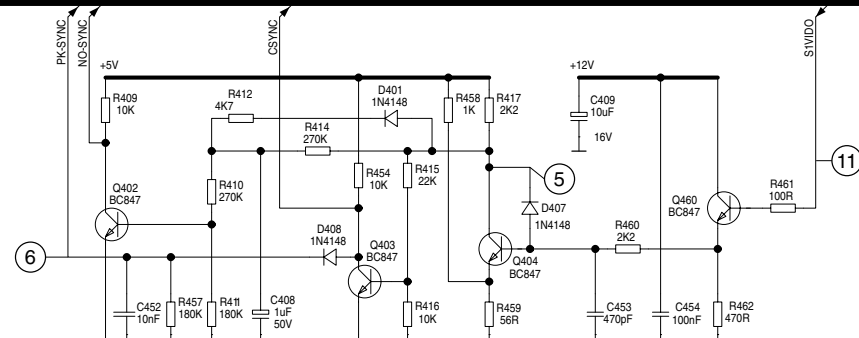 PK-SYNC
NO-SYNC
CSYNC
S1VIDO
+5V
+12V
R409
10K
R412
4K7
D401
1N4148
R458
1K
R417
2K2
C409
10uF
16V
R414
270K
R454
10K
R415
22K
5
11
R461
100R
Q402
BC847
R410
270K
D407
1N4148
Q460
BC847
R460
2K2
D408
1N4148
Q403
BC847
Q404
BC847
6
C452
10nF
R457
180K
R411
180K
C408
1uF
50V
R416
10K
R459
56R
C453
470pF
C454
100nF
R462
470R